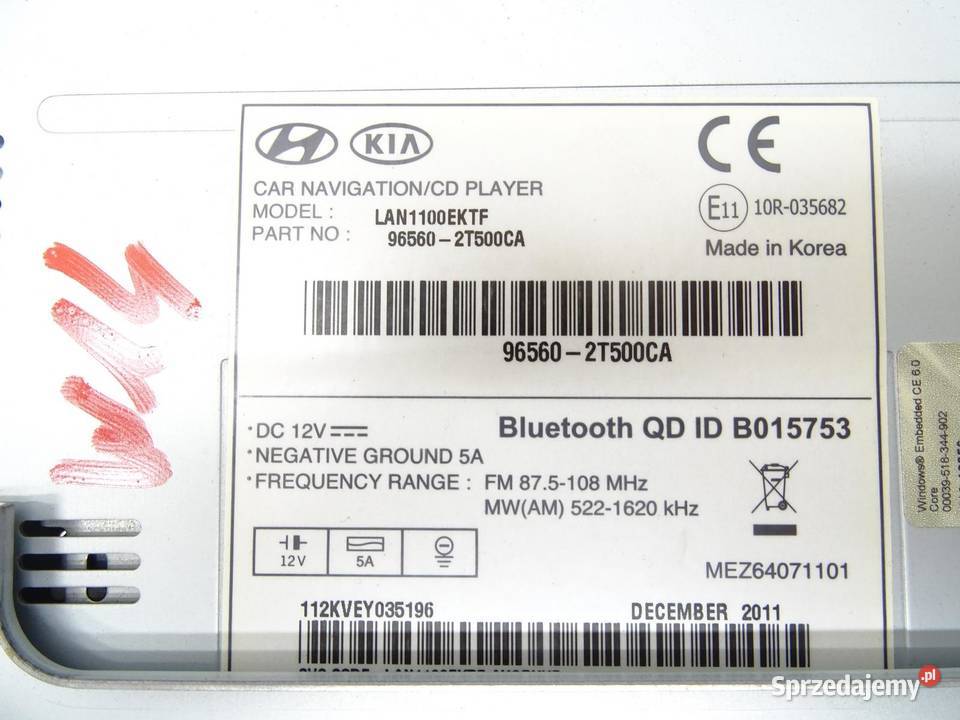 KIA
CE
CAR NAVIGATION/CD PLAYER
MODEL : LAN1100EKTF
PART NO : 96560-2T500CA
E11 10R-035682
Made in Korea
96560-2T500CA
•DC 12V
•NEGATIVE GROUND 5A
•FREQUENCY RANGE : FM 87.5-108 MHz
MW(AM) 522-1620 kHz
Bluetooth QD ID B015753
12V
5A
MEZ64071101
112KVEY035196
DECEMBER 2011
Windows® Embedded CE 6.0
Core
00039-518-344-902
Sprzedajemy.pl